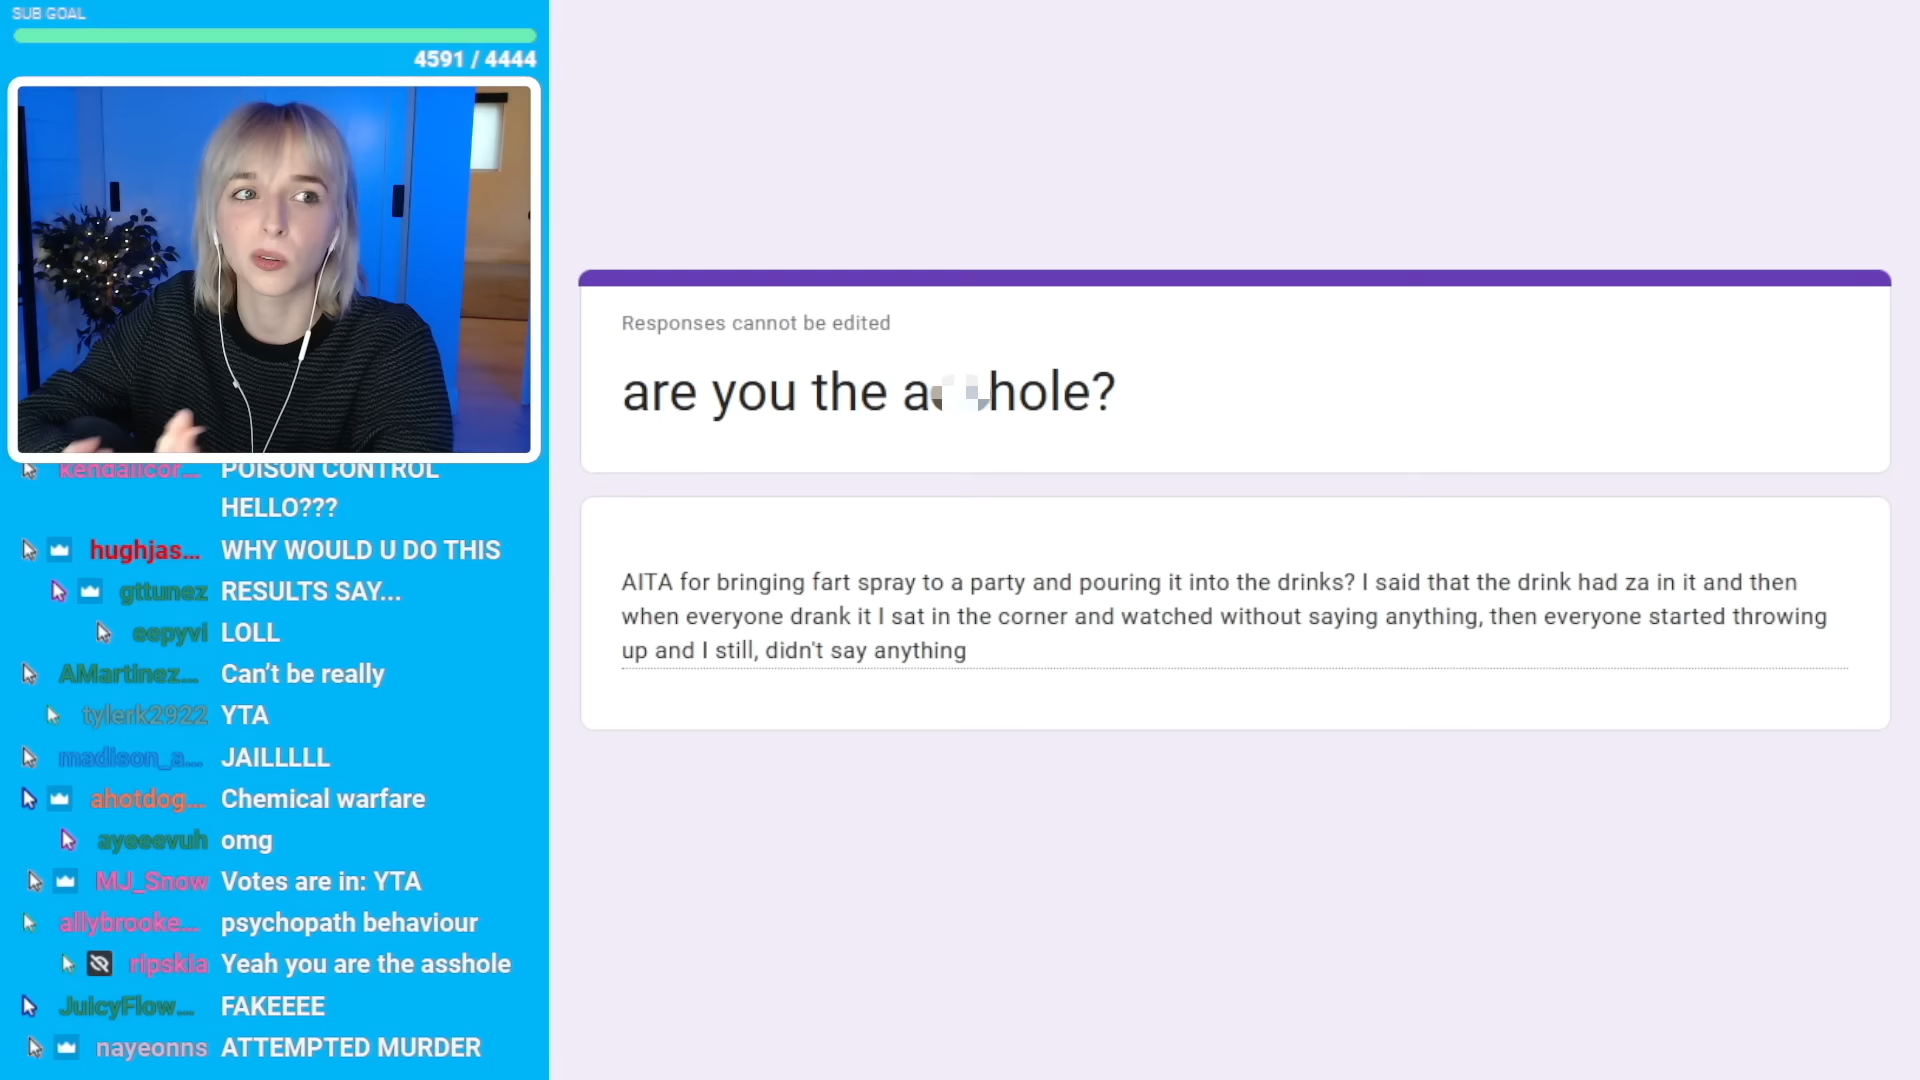 SUB GOAL
4591 / 4444
kendallcor... POISON CONTROL
HELLO???
hughjas... WHY WOULD U DO THIS
gttunez RESULTS SAY...
eepyvi LOLL
AMartinez... Can’t be really
tylerk2922 YTA
madison_a... JAILLLLL
ahotdog... Chemical warfare
ayeeevuh omg
MJ_Snow Votes are in: YTA
allybrooke... psychopath behaviour
ripskia Yeah you are the asshole
JuicyFlow... FAKEEEE
nayeonns ATTEMPTED MURDER
Responses cannot be edited
are you the a hole?
AITA for bringing fart spray to a party and pouring it into the drinks? I said that the drink had za in it and then
when everyone drank it I sat in the corner and watched without saying anything, then everyone started throwing
up and I still, didn't say anything